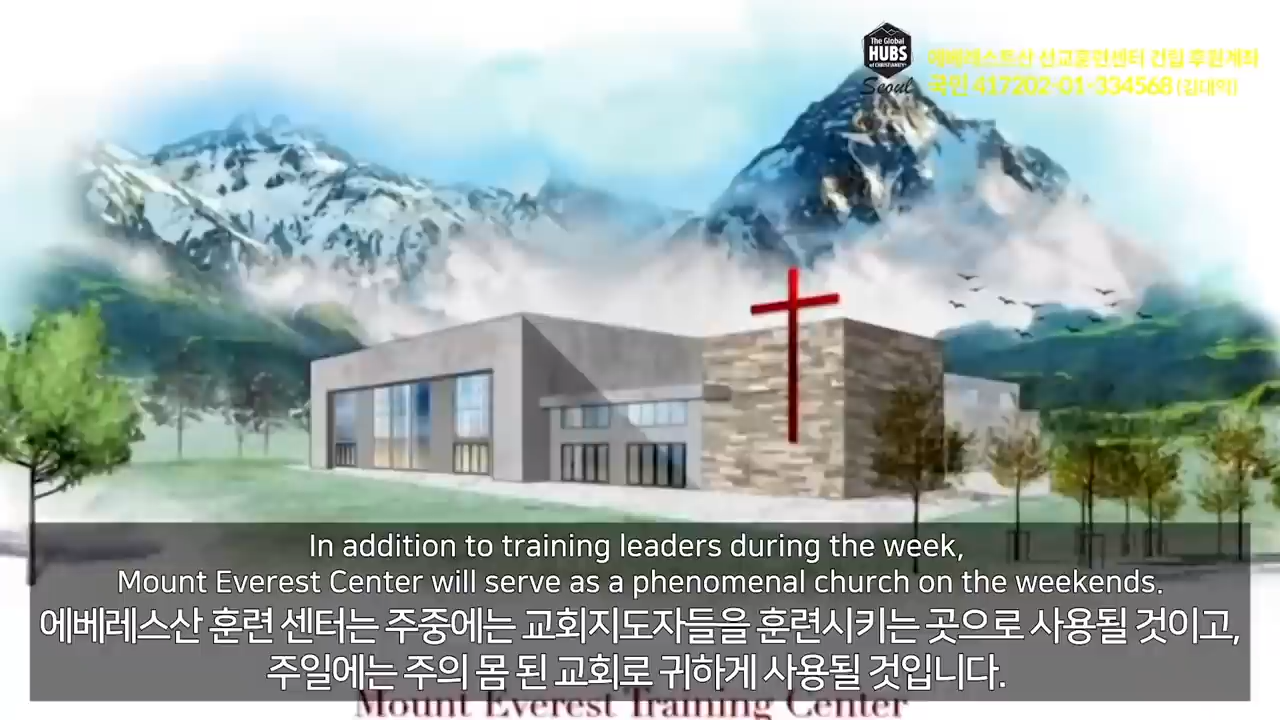 The Global
HUBS
of CHRISTIANITY
Seoul
에베레스트산 선교훈련센터 건립 후원계좌
국민 417202-01-334568 (김대억)
In addition to training leaders during the week,
Mount Everest Center will serve as a phenomenal church on the weekends.
에베레스산 훈련 센터는 주중에는 교회지도자들을 훈련시키는 곳으로 사용될 것이고,
주일에는 주의 몸 된 교회로 귀하게 사용될 것입니다.
Mount Everest Training Center